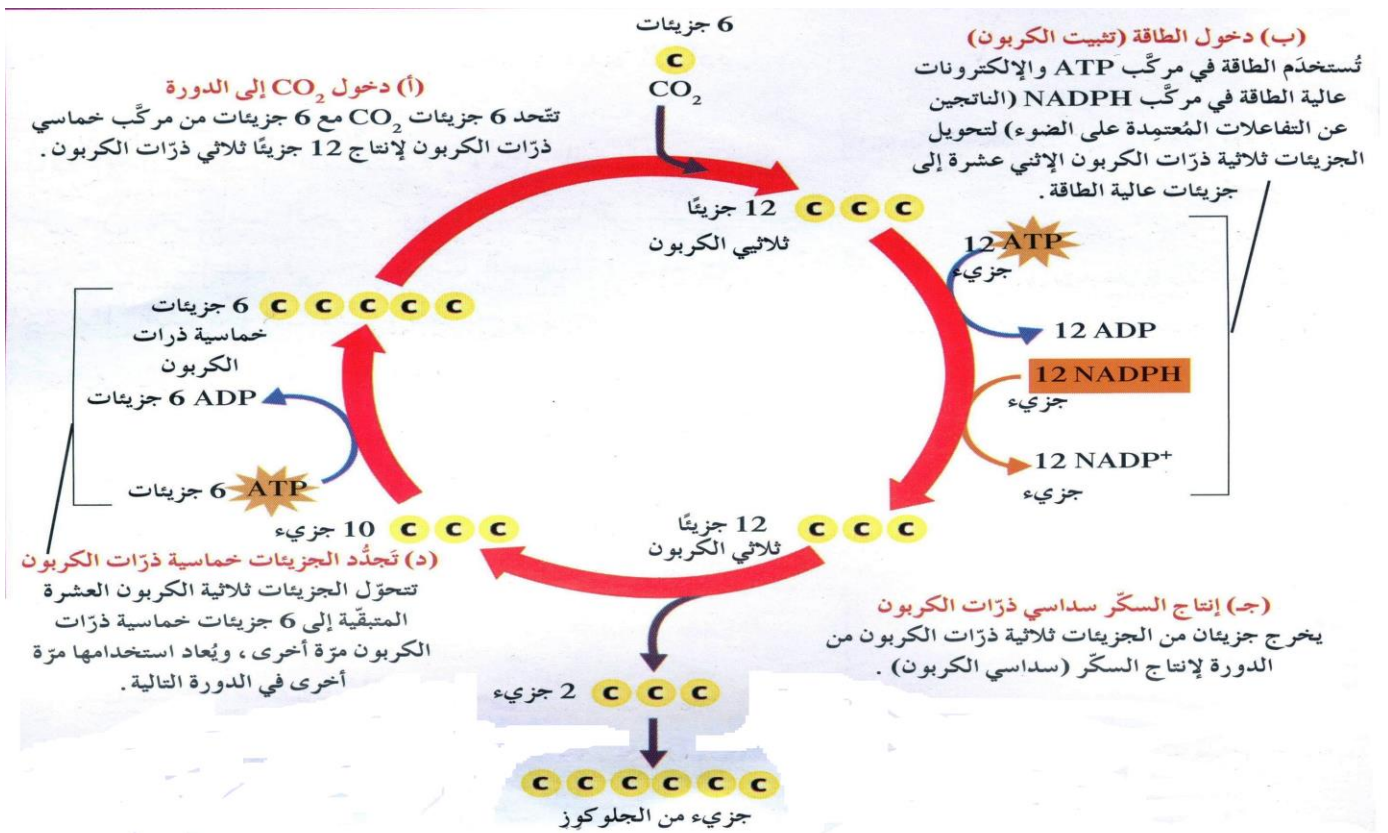 6 جزيئات
C
CO₂
(أ) دخول CO₂ إلى الدورة
تتّحد 6 جزيئات CO₂ مع 6 جزيئات من مركَّب خماسي
ذرّات الكربون لإنتاج 12 جزيئًا ثلاثي ذرّات الكربون.
(ب) دخول الطاقة (تثبيت الكربون)
تُستخدَم الطاقة في مركَّب ATP والإلكترونات
عالية الطاقة في مركَّب NADPH (الناتجين
عن التفاعلات المُعتمِدة على الضوء) لتحويل
الجزيئات ثلاثية ذرّات الكربون الإثني عشرة إلى
جزيئات عالية الطاقة.
12 جزيئًا C C C
ثلاثيي الكربون
12 ATP
جزيء
12 ADP
12 NADPH
جزيء
12 NADP⁺
جزيء
12 جزيئًا C C C
ثلاثي الكربون
(جـ) إنتاج السكّر سداسي ذرّات الكربون
يخرج جزيئان من الجزيئات ثلاثية ذرّات الكربون من
الدورة لإنتاج السكّر (سداسي الكربون).
2 جزيء C C C
C C C C C C
جزيء من الجلوكوز
10 جزيء C C C
(د) تَجدُّد الجزيئات خماسية ذرّات الكربون
تتحوّل الجزيئات ثلاثية الكربون العشرة
المتبقّية إلى 6 جزيئات خماسية ذرّات
الكربون مرّة أخرى، ويُعاد استخدامها مرّة
أخرى في الدورة التالية.
6 جزيئات ATP
6 جزيئات ADP
6 جزيئات C C C C C
خماسية ذرات
الكربون